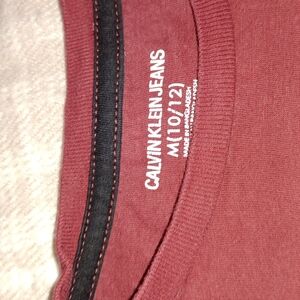 CALVIN KLEIN JEANS
M(10/12)
MADE IN BANGLADESH